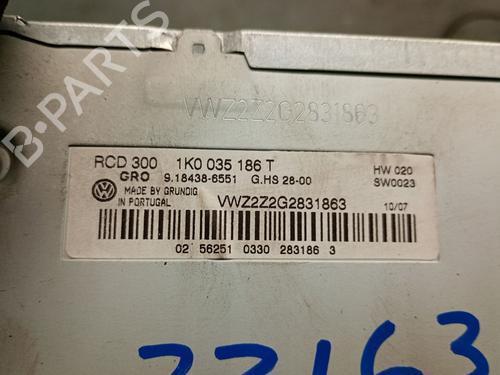 VWZ2Z2G2831863
RCD 300 1K0 035 186 T
GRO 9.18438-6551 G.HS 28-00
HW 020
SW0023
MADE BY GRUNDIG
IN PORTUGAL
VWZ2Z2G2831863
10/07
02 56251 0330 283186 3
22163